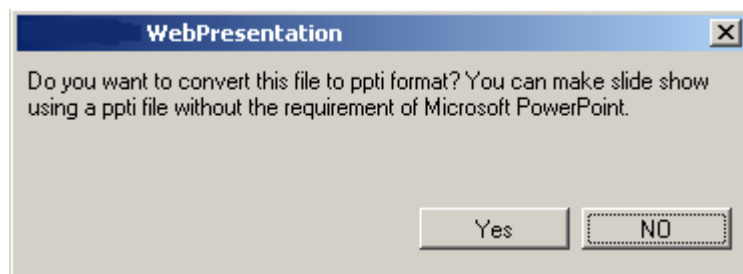 WebPresentation
Do you want to convert this file to ppti format? You can make slide show
using a ppti file without the requirement of Microsoft PowerPoint.
Yes NO